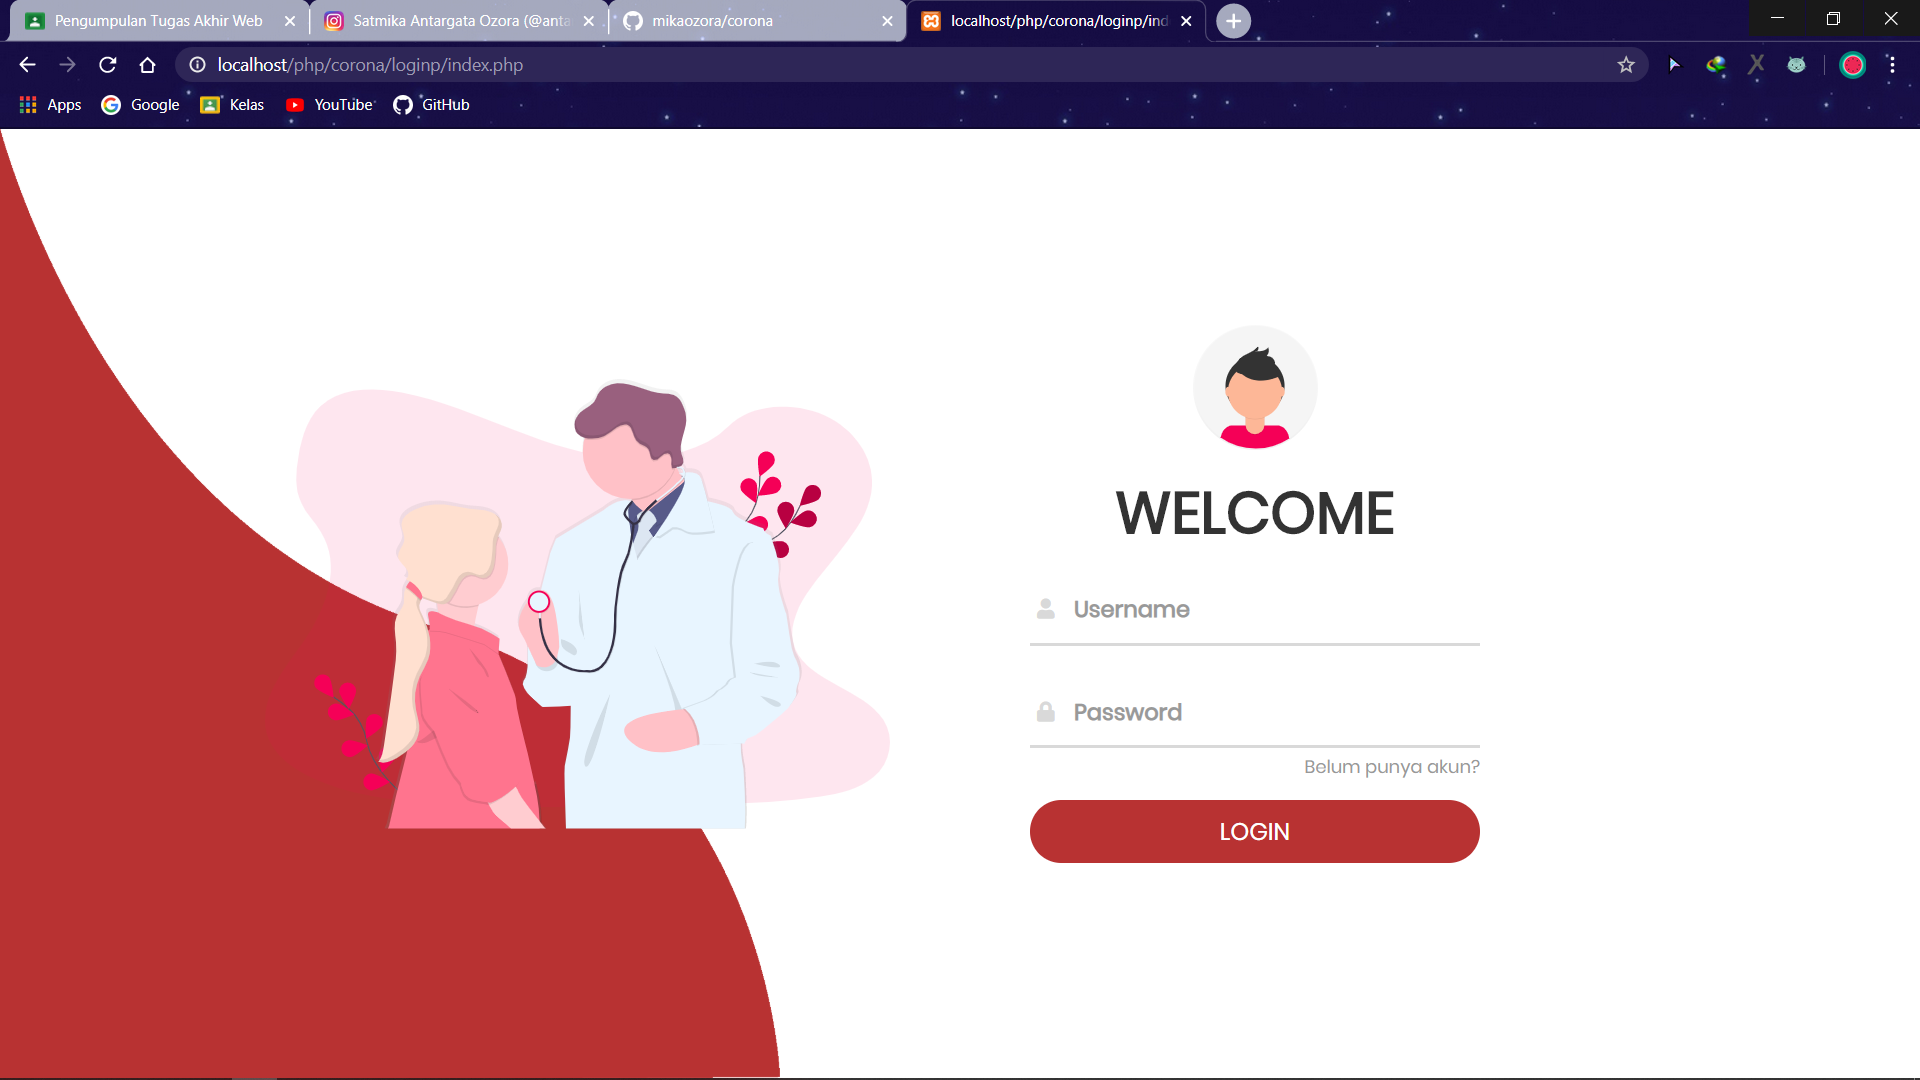 Pengumpulan Tugas Akhir Web
Satmika Antargata Ozora (@anta
mikaozora/corona
localhost/php/corona/loginp/ind
localhost/php/corona/loginp/index.php
Apps
Google
Kelas
YouTube
GitHub
WELCOME
Username
Password
Belum punya akun?
LOGIN